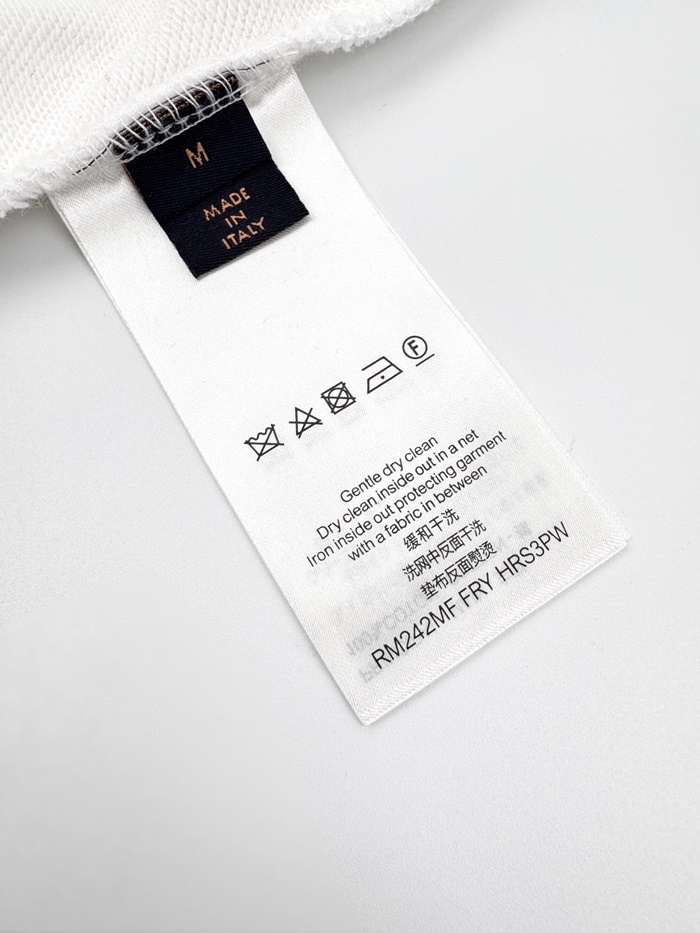 M
MADE
IN
ITALY
F
Gentle dry clean
Dry clean inside out in a net
Iron inside out protecting garment
with a fabric in between
缓和干洗
洗网中反面干洗
垫布反面熨烫
RM242MF FRY HRS3PW